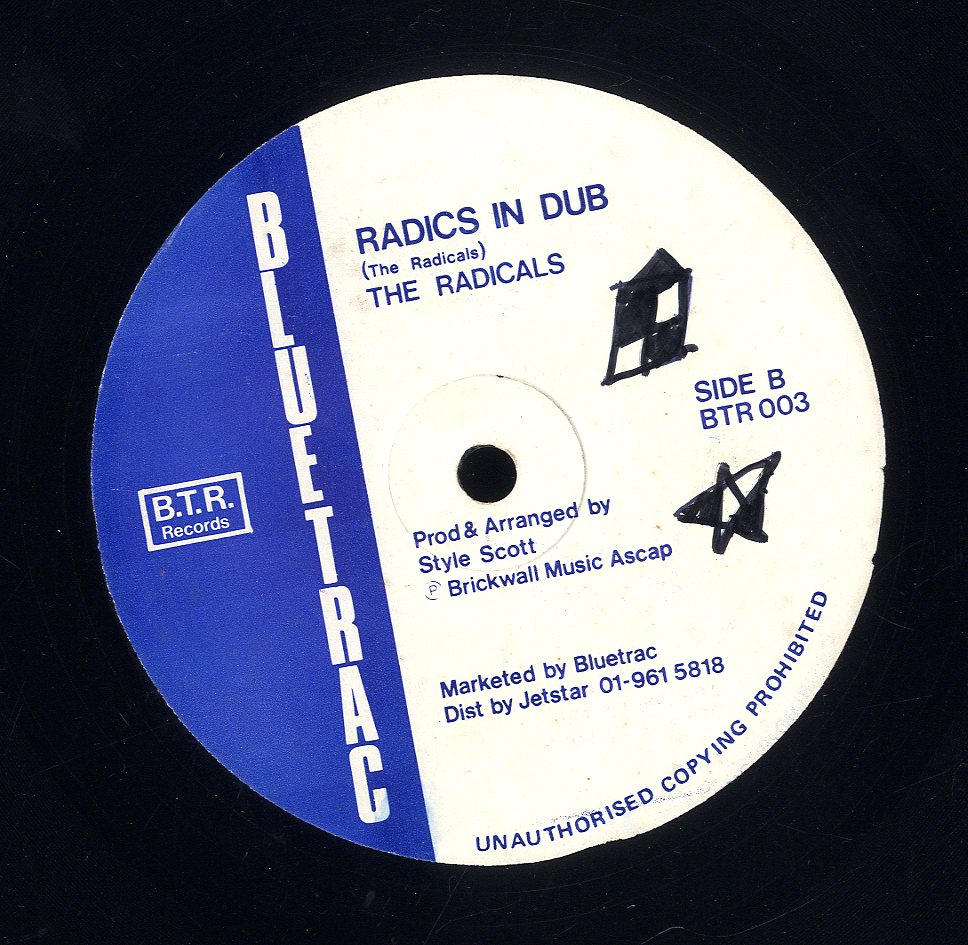 BLUETRAC
B.T.R.
Records
RADICS IN DUB
(The Radicals)
THE RADICALS
SIDE B
BTR 003
Prod & Arranged by
Style Scott
℗ Brickwall Music Ascap
Marketed by Bluetrac
Dist by Jetstar 01-961 5818
UNAUTHORISED COPYING PROHIBITED